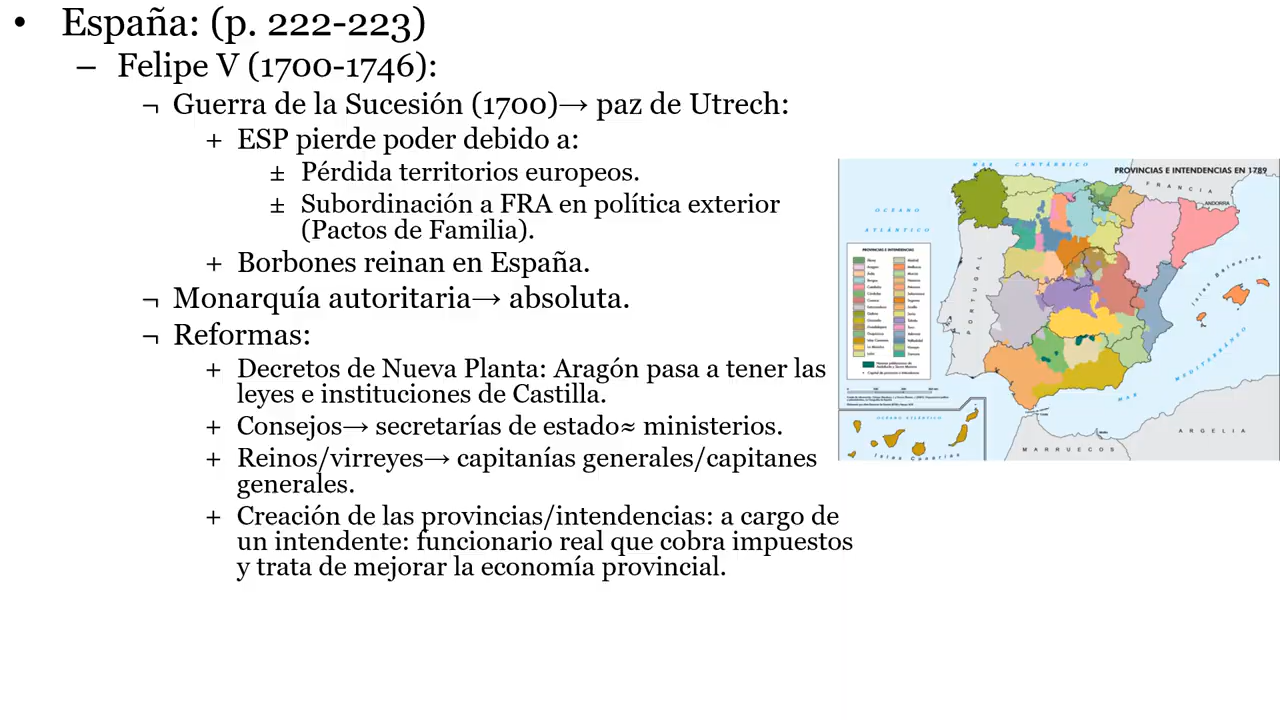 • España: (p. 222-223)
– Felipe V (1700-1746):
¬ Guerra de la Sucesión (1700)→ paz de Utrech:
+ ESP pierde poder debido a:
± Pérdida territorios europeos.
± Subordinación a FRA en política exterior
(Pactos de Familia).
+ Borbones reinan en España.
¬ Monarquía autoritaria→ absoluta.
¬ Reformas:
+ Decretos de Nueva Planta: Aragón pasa a tener las
leyes e instituciones de Castilla.
+ Consejos→ secretarías de estado≈ ministerios.
+ Reinos/virreyes→ capitanías generales/capitanes
generales.
+ Creación de las provincias/intendencias: a cargo de
un intendente: funcionario real que cobra impuestos
y trata de mejorar la economía provincial.
MAR CANTÁBRICO
PROVINCIAS E INTENDENCIAS EN 1789
FRANCIA
ANDORRA
OCÉANO
ATLÁNTICO
PORTUGAL
PROVINCIAS E INTENDENCIAS
Islas Baleares
MAR MEDITERRÁNEO
OCÉANO ATLÁNTICO
Islas Canarias
MARRUECOS
ARGELIA